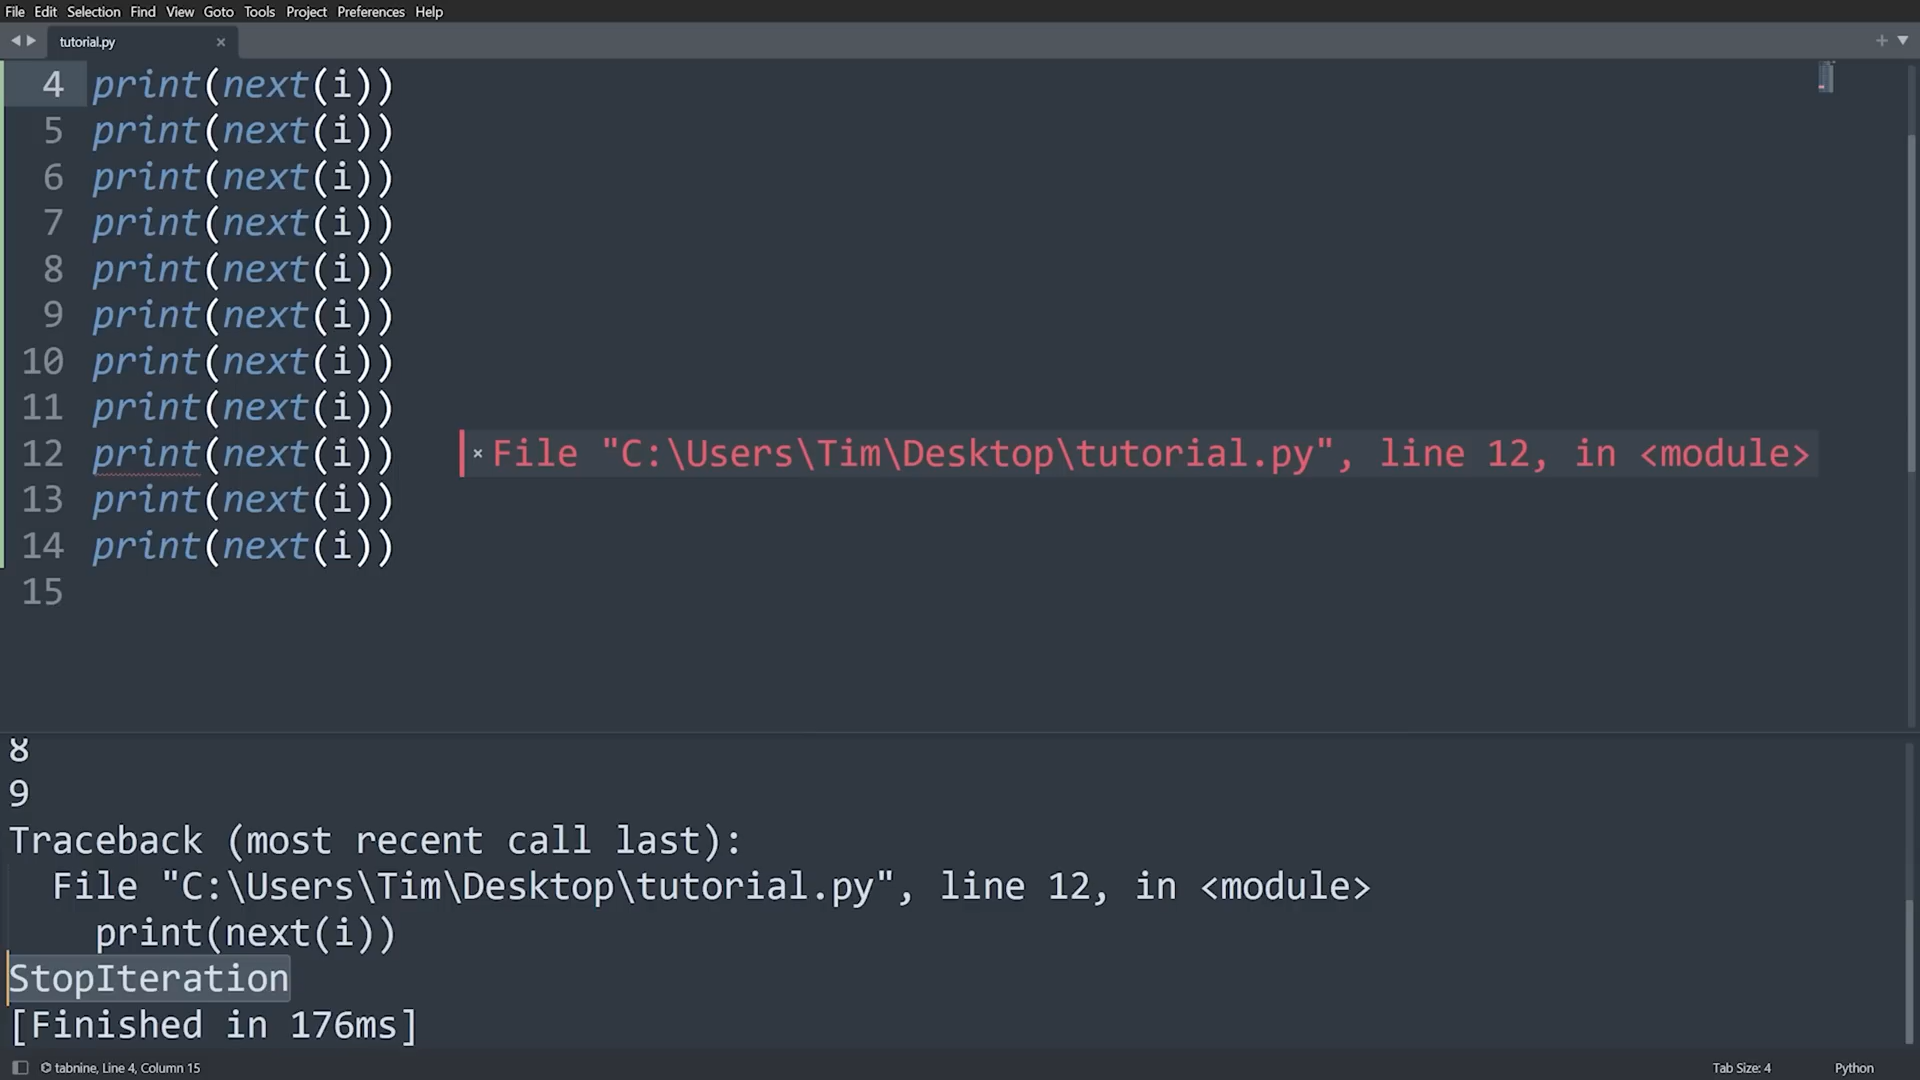 File Edit Selection Find View Goto Tools Project Preferences Help
tutorial.py
4 print(next(i))
5 print(next(i))
6 print(next(i))
7 print(next(i))
8 print(next(i))
9 print(next(i))
10 print(next(i))
11 print(next(i))
12 print(next(i)) × File "C:\Users\Tim\Desktop\tutorial.py", line 12, in <module>
13 print(next(i))
14 print(next(i))
15
8
9
Traceback (most recent call last):
  File "C:\Users\Tim\Desktop\tutorial.py", line 12, in <module>
    print(next(i))
StopIteration
[Finished in 176ms]
tabnine, Line 4, Column 15 Tab Size: 4 Python